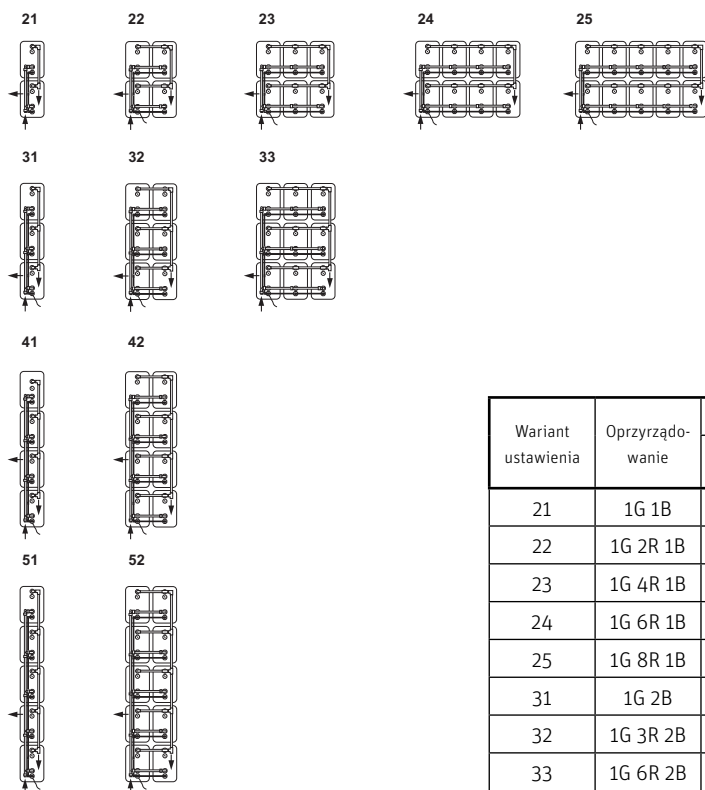 21 22 23 24 25
31 32 33
41 42
51 52
Wariant ustawienia Oprzyrządo-wanie
21 1G 1B
22 1G 2R 1B
23 1G 4R 1B
24 1G 6R 1B
25 1G 8R 1B
31 1G 2B
32 1G 3R 2B
33 1G 6R 2B